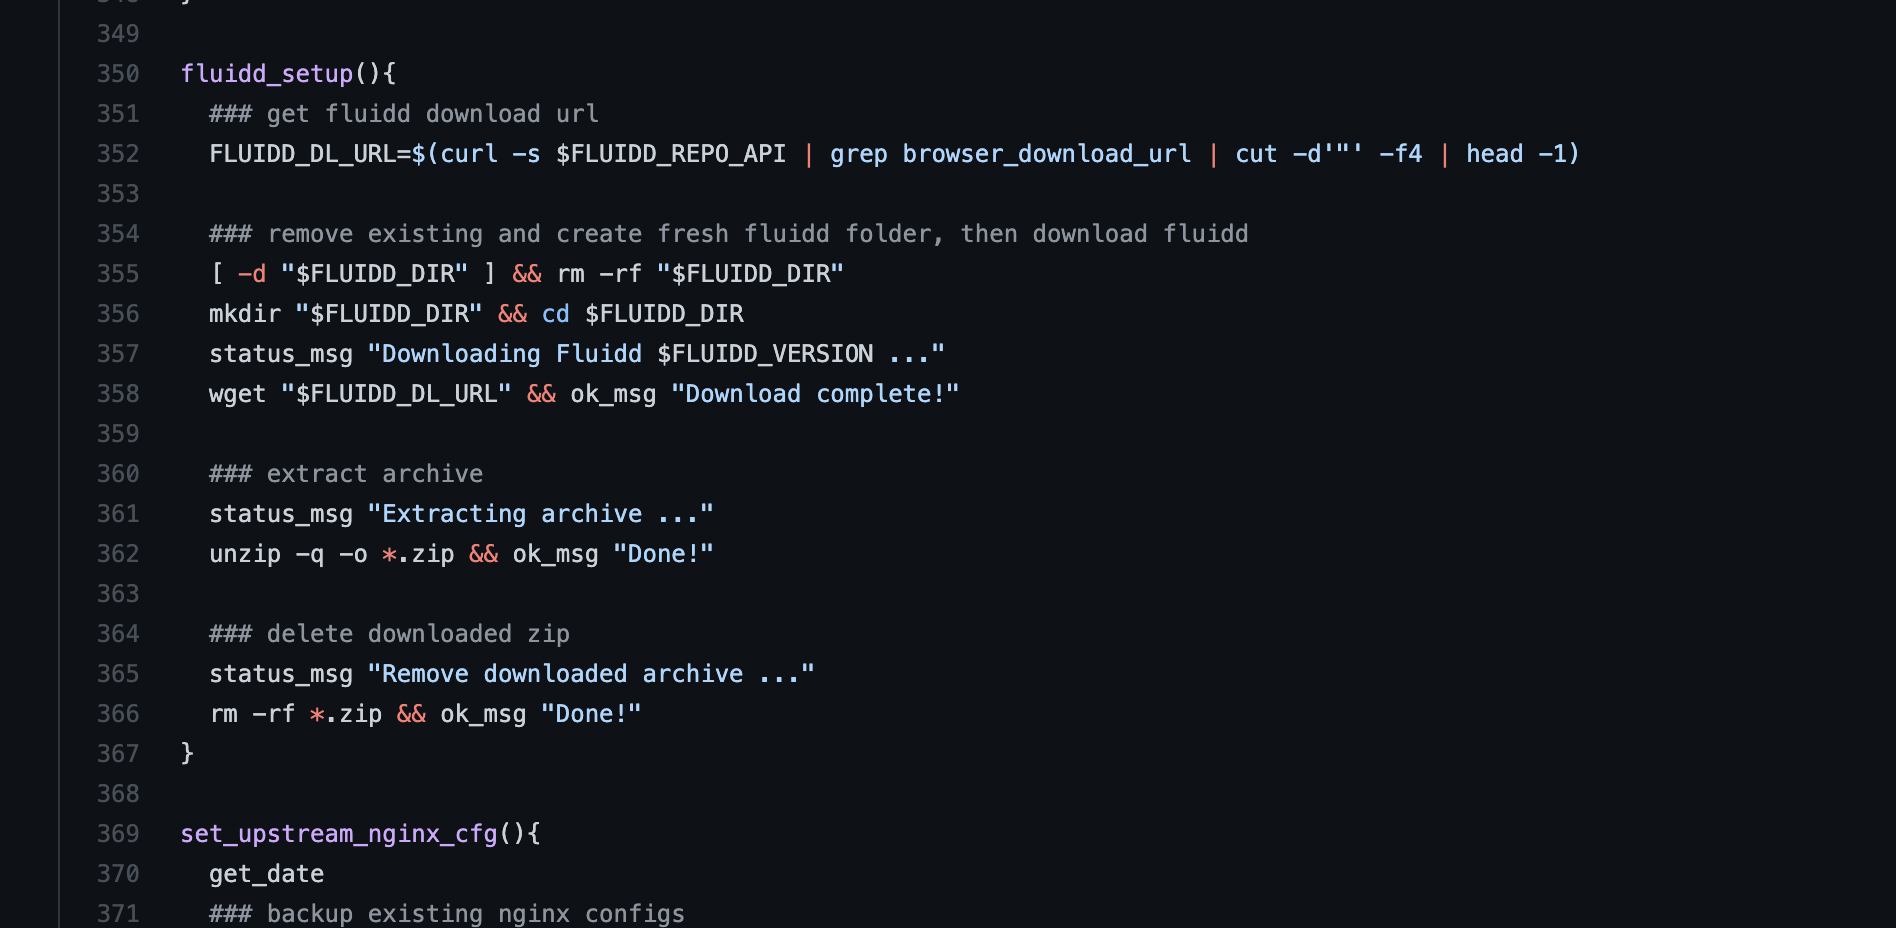 349
350 fluidd_setup(){
351 ### get fluidd download url
352 FLUIDD_DL_URL=$(curl -s $FLUIDD_REPO_API | grep browser_download_url | cut -d'"' -f4 | head -1)
353
354 ### remove existing and create fresh fluidd folder, then download fluidd
355 [ -d "$FLUIDD_DIR" ] && rm -rf "$FLUIDD_DIR"
356 mkdir "$FLUIDD_DIR" && cd $FLUIDD_DIR
357 status_msg "Downloading Fluidd $FLUIDD_VERSION ..."
358 wget "$FLUIDD_DL_URL" && ok_msg "Download complete!"
359
360 ### extract archive
361 status_msg "Extracting archive ..."
362 unzip -q -o *.zip && ok_msg "Done!"
363
364 ### delete downloaded zip
365 status_msg "Remove downloaded archive ..."
366 rm -rf *.zip && ok_msg "Done!"
367 }
368
369 set_upstream_nginx_cfg(){
370 get_date
371 ### backup existing nginx configs